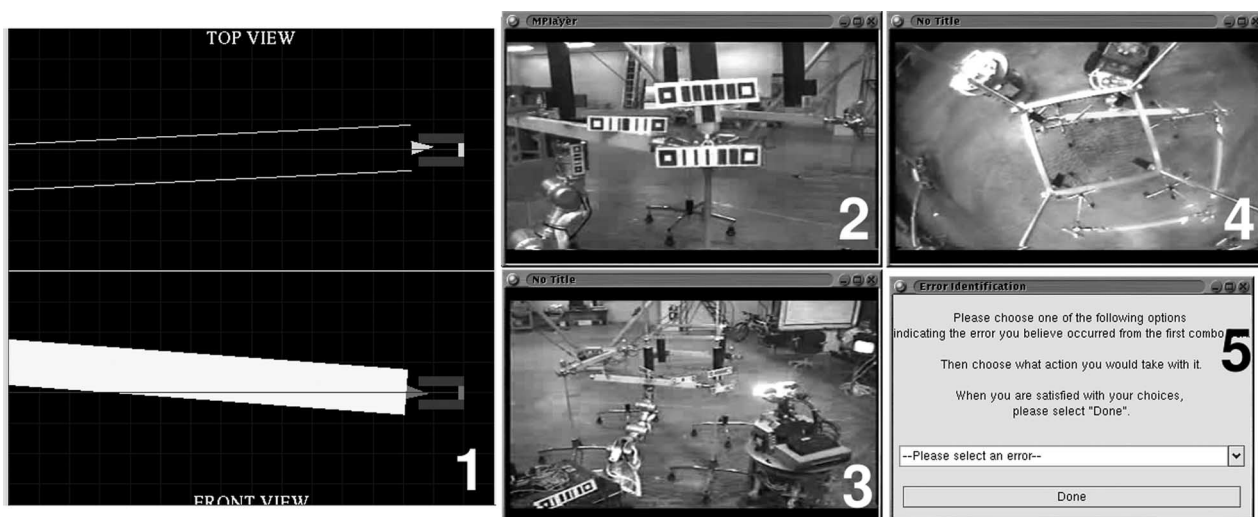 TOP VIEW
FRONT VIEW
1
MPlayer
2
No Title
3
No Title
4
Error Identification
Please choose one of the following options
indicating the error you believe occurred from the first combo
Then choose what action you would take with it.
When you are satisfied with your choices,
please select "Done".
--Please select an error--
Done
5